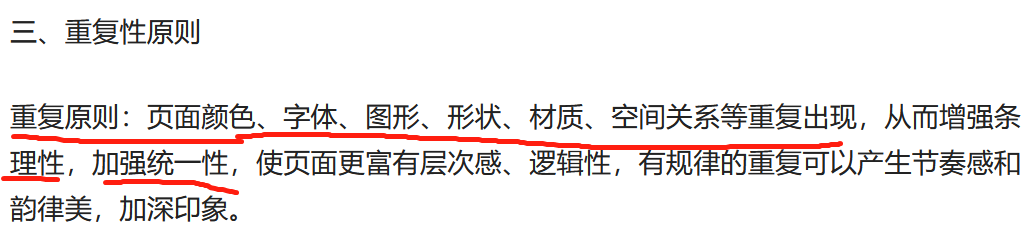 三、重复性原则
重复原则：页面颜色、字体、图形、形状、材质、空间关系等重复出现，从而增强条
理性，加强统一性，使页面更富有层次感、逻辑性，有规律的重复可以产生节奏感和
韵律美，加深印象。